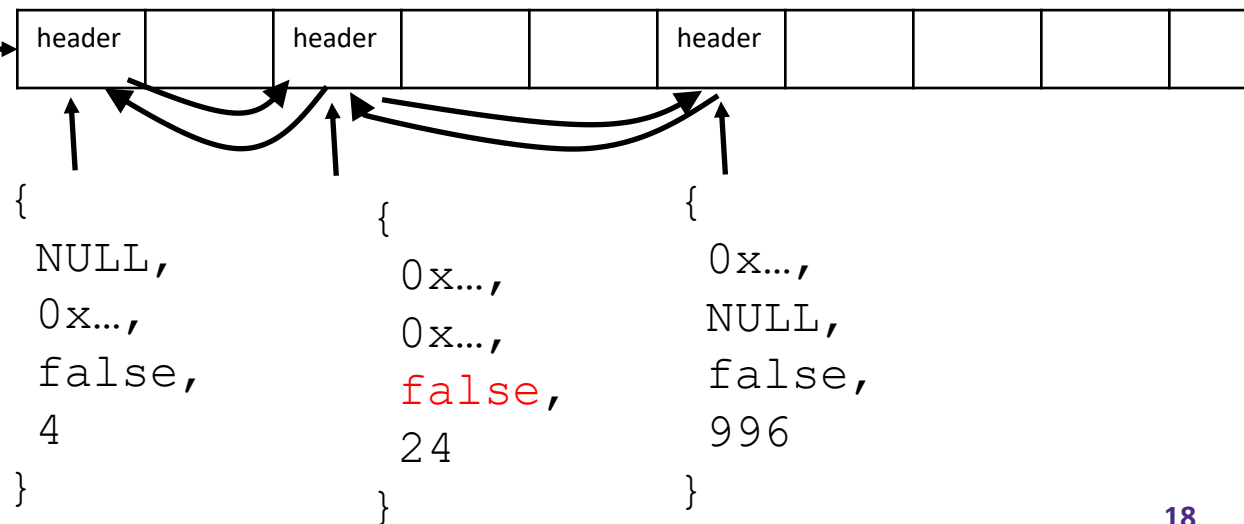 header header header
{
NULL,
0x…,
false,
4
}
{
0x…,
0x…,
false,
24
}
{
0x…,
NULL,
false,
996
}
18